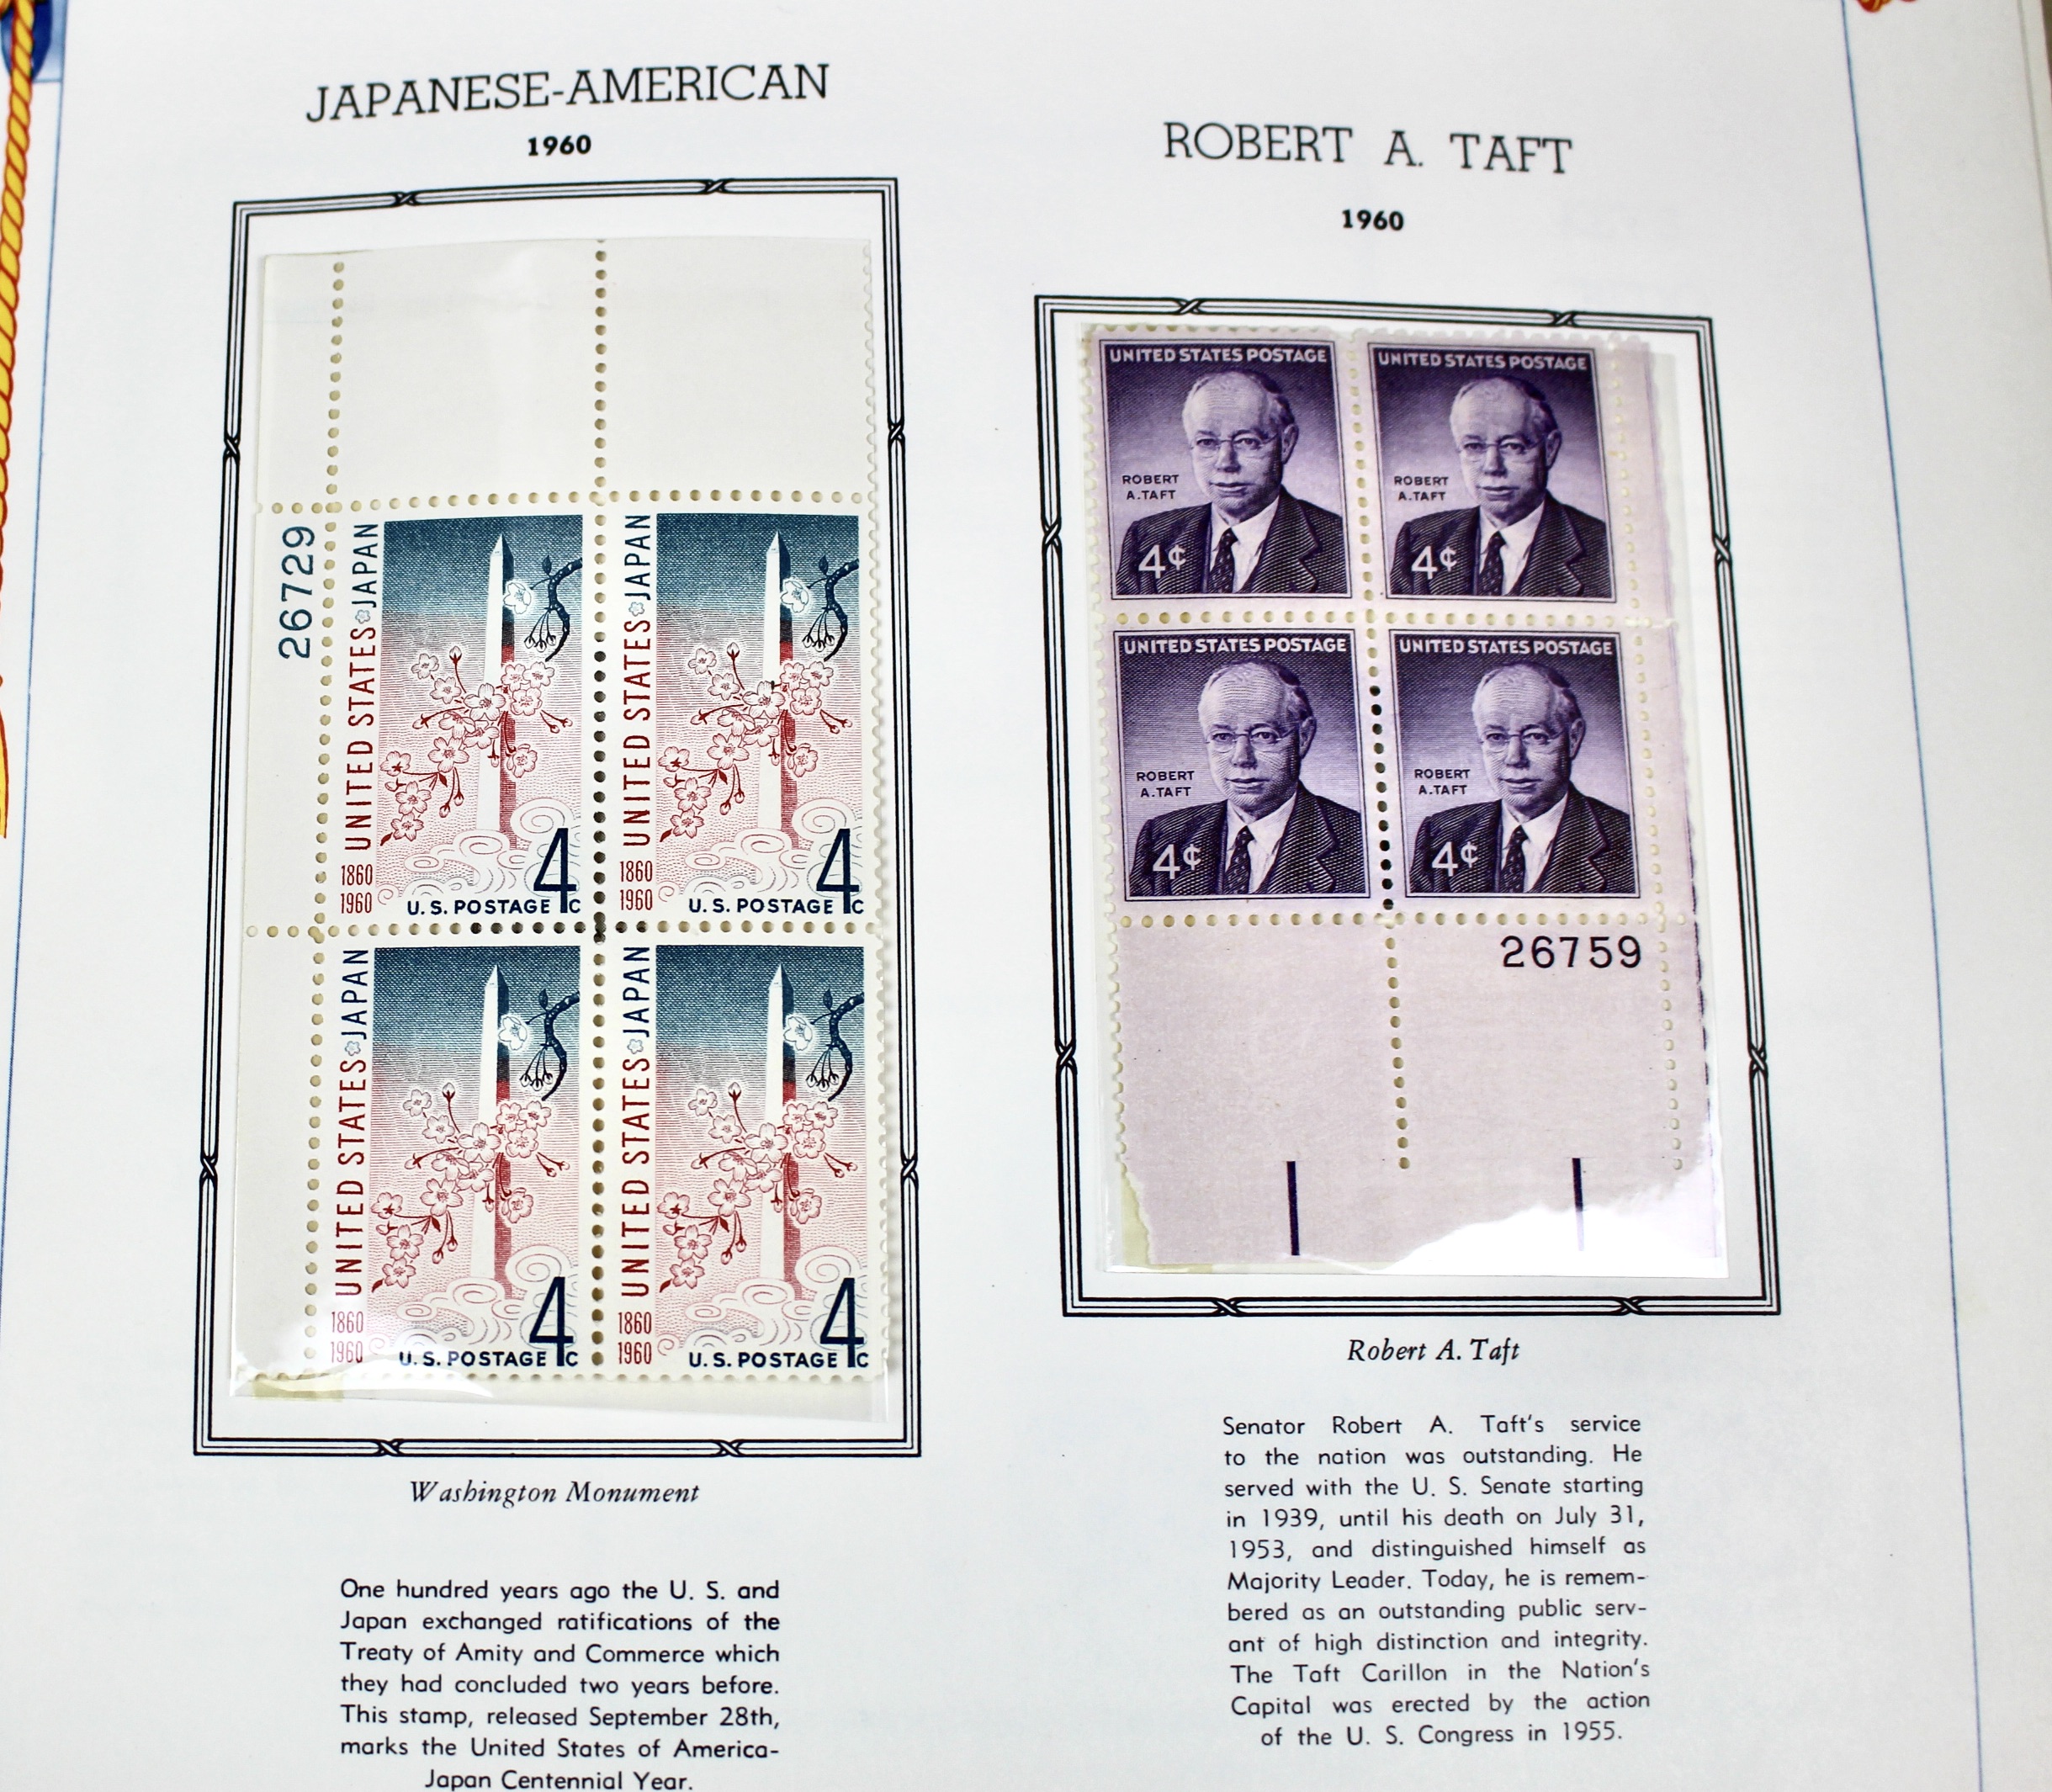 JAPANESE-AMERICAN
1960
26729
UNITED STATES JAPAN
1860
1960
4c
U. S. POSTAGE
UNITED STATES JAPAN
1860
1960
4c
U. S. POSTAGE
UNITED STATES JAPAN
1860
1960
4c
U. S. POSTAGE
UNITED STATES JAPAN
1860
1960
4c
U. S. POSTAGE
Washington Monument
One hundred years ago the U. S. and
Japan exchanged ratifications of the
Treaty of Amity and Commerce which
they had concluded two years before.
This stamp, released September 28th,
marks the United States of America-
Japan Centennial Year.
ROBERT A. TAFT
1960
UNITED STATES POSTAGE
ROBERT
A. TAFT
4¢
UNITED STATES POSTAGE
ROBERT
A. TAFT
4¢
UNITED STATES POSTAGE
ROBERT
A. TAFT
4¢
UNITED STATES POSTAGE
ROBERT
A. TAFT
4¢
26759
Robert A. Taft
Senator Robert A. Taft's service
to the nation was outstanding. He
served with the U. S. Senate starting
in 1939, until his death on July 31,
1953, and distinguished himself as
Majority Leader. Today, he is remem-
bered as an outstanding public serv-
ant of high distinction and integrity.
The Taft Carillon in the Nation's
Capital was erected by the action
of the U. S. Congress in 1955.